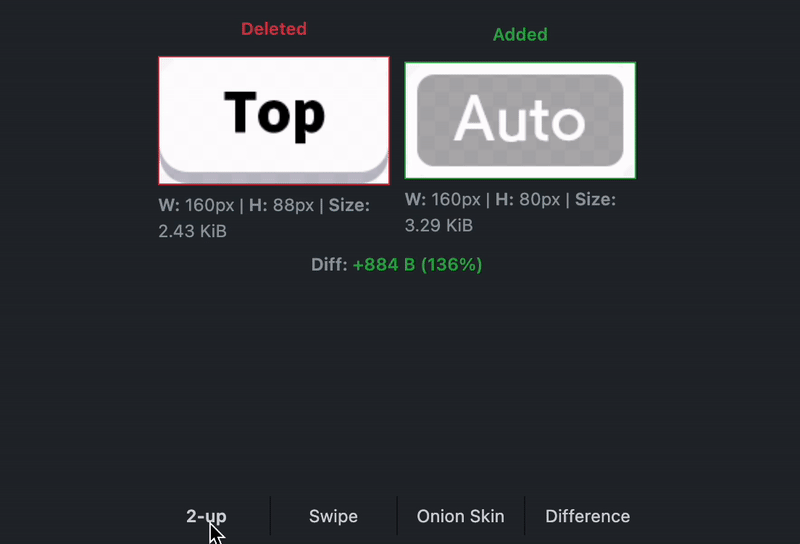 Deleted
Added
Top
Auto
W: 160px | H: 88px | Size:
2.43 KiB
W: 160px | H: 80px | Size:
3.29 KiB
Diff: +884 B (136%)
2-up
Swipe
Onion Skin
Difference